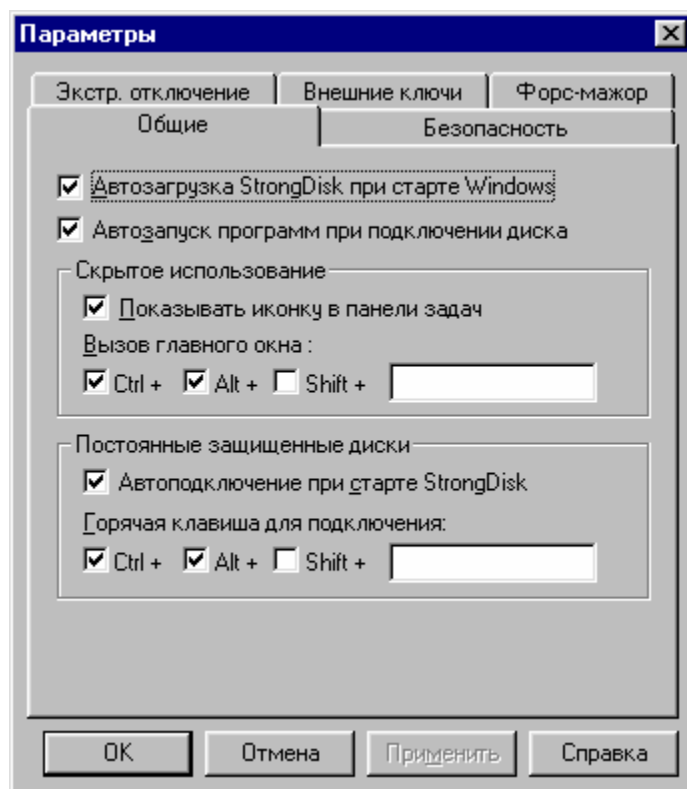 Параметры
Экстр. отключение Внешние ключи Форс-мажор
Общие Безопасность
Автозагрузка StrongDisk при старте Windows
Автозапуск программ при подключении диска
Скрытое использование
Показывать иконку в панели задач
Вызов главного окна :
Ctrl + Alt + Shift +
Постоянные защищенные диски
Автоподключение при старте StrongDisk
Горячая клавиша для подключения:
Ctrl + Alt + Shift +
OK Отмена Применить Справка